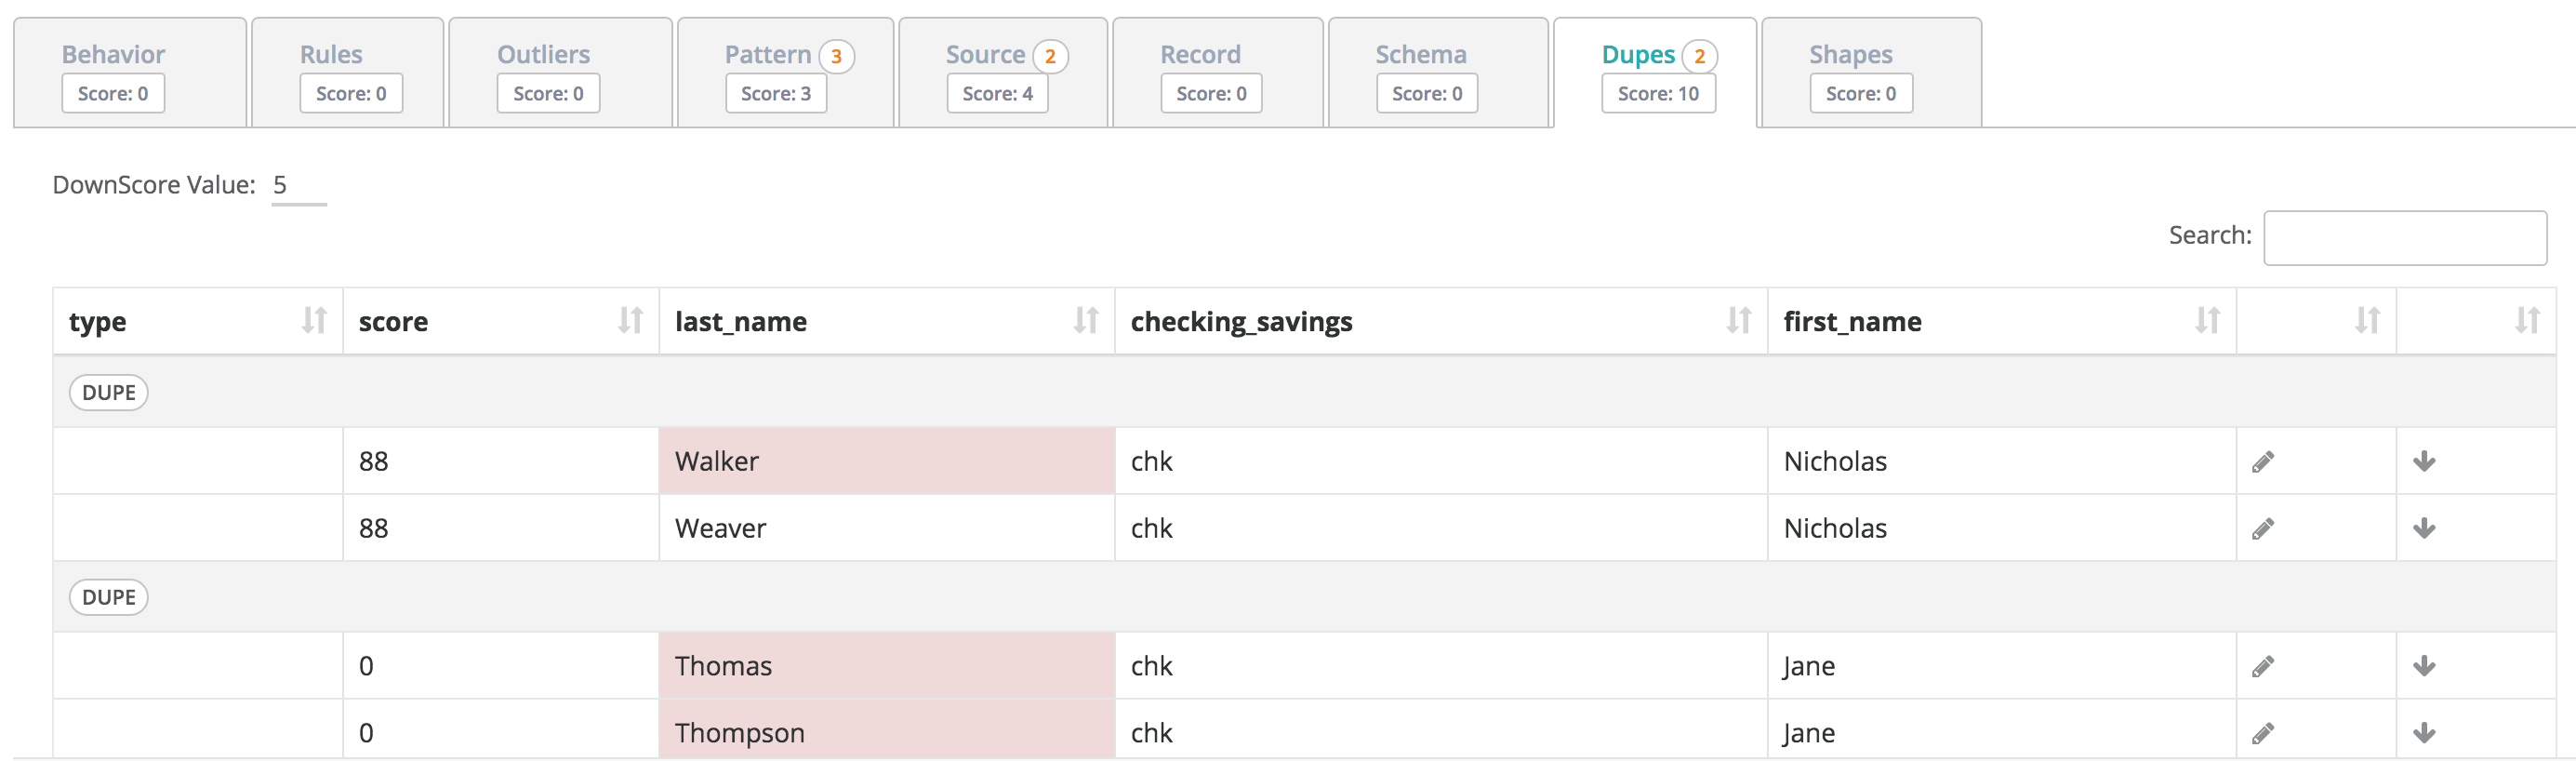 Behavior Rules Outliers Pattern 3 Source 2 Record Schema Dupes 2 Shapes
Score: 0 Score: 0 Score: 0 Score: 3 Score: 4 Score: 0 Score: 0 Score: 10 Score: 0
DownScore Value: 5
Search:
type score last_name checking_savings first_name
DUPE
88 Walker chk Nicholas
88 Weaver chk Nicholas
DUPE
0 Thomas chk Jane
0 Thompson chk Jane